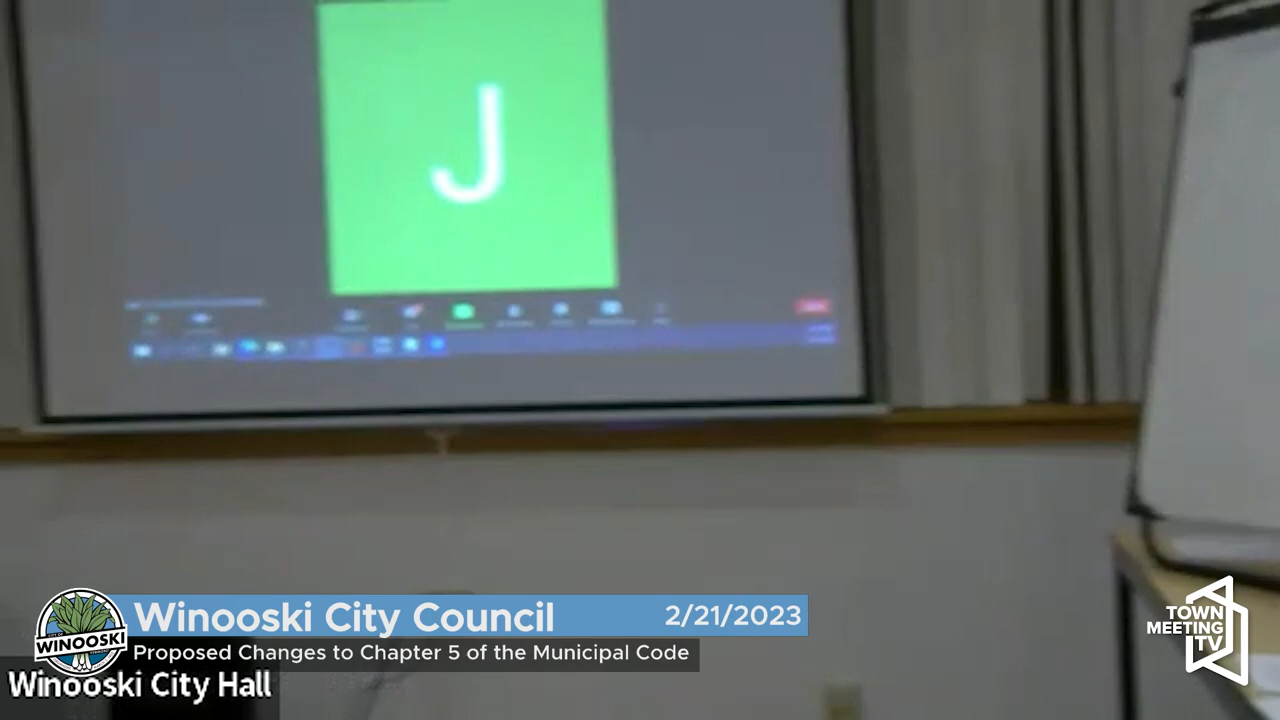 J
Winooski City Council
2/21/2023
Proposed Changes to Chapter 5 of the Municipal Code
WINOOSKI
Winooski City Hall
TOWN
MEETING
TV